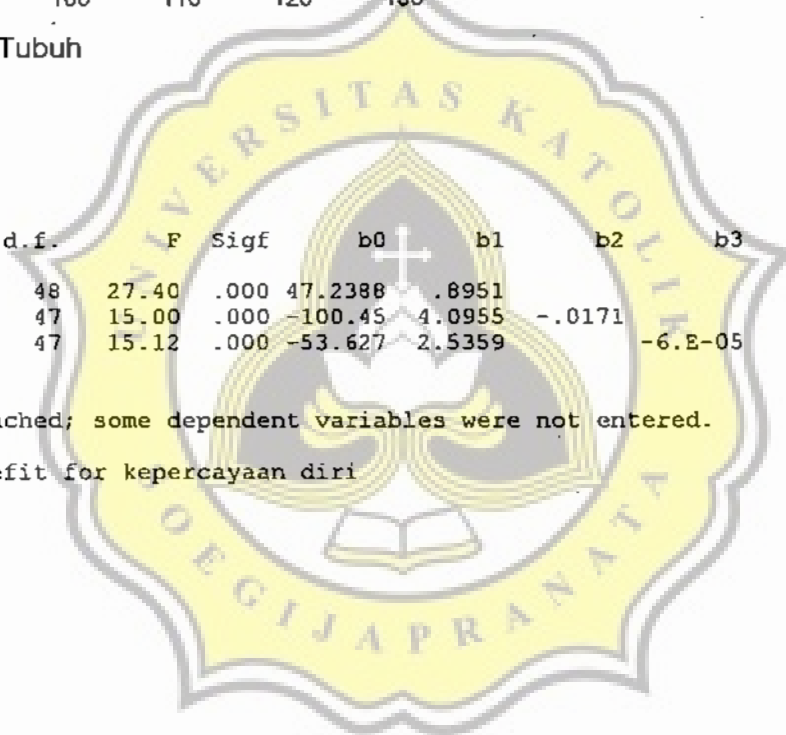 110 120
Tubuh
UNIVERSITAS KATOLIK
d.f. F Sigf b0 b1 b2 b3
48 27.40 .000 47.2388 .8951
47 15.00 .000 -100.45 4.0955 -.0171
47 15.12 .000 -53.627 2.5359 -6.E-05
some dependent variables were not entered.
for kepercayaan diri
SOEGIJAPRANATA